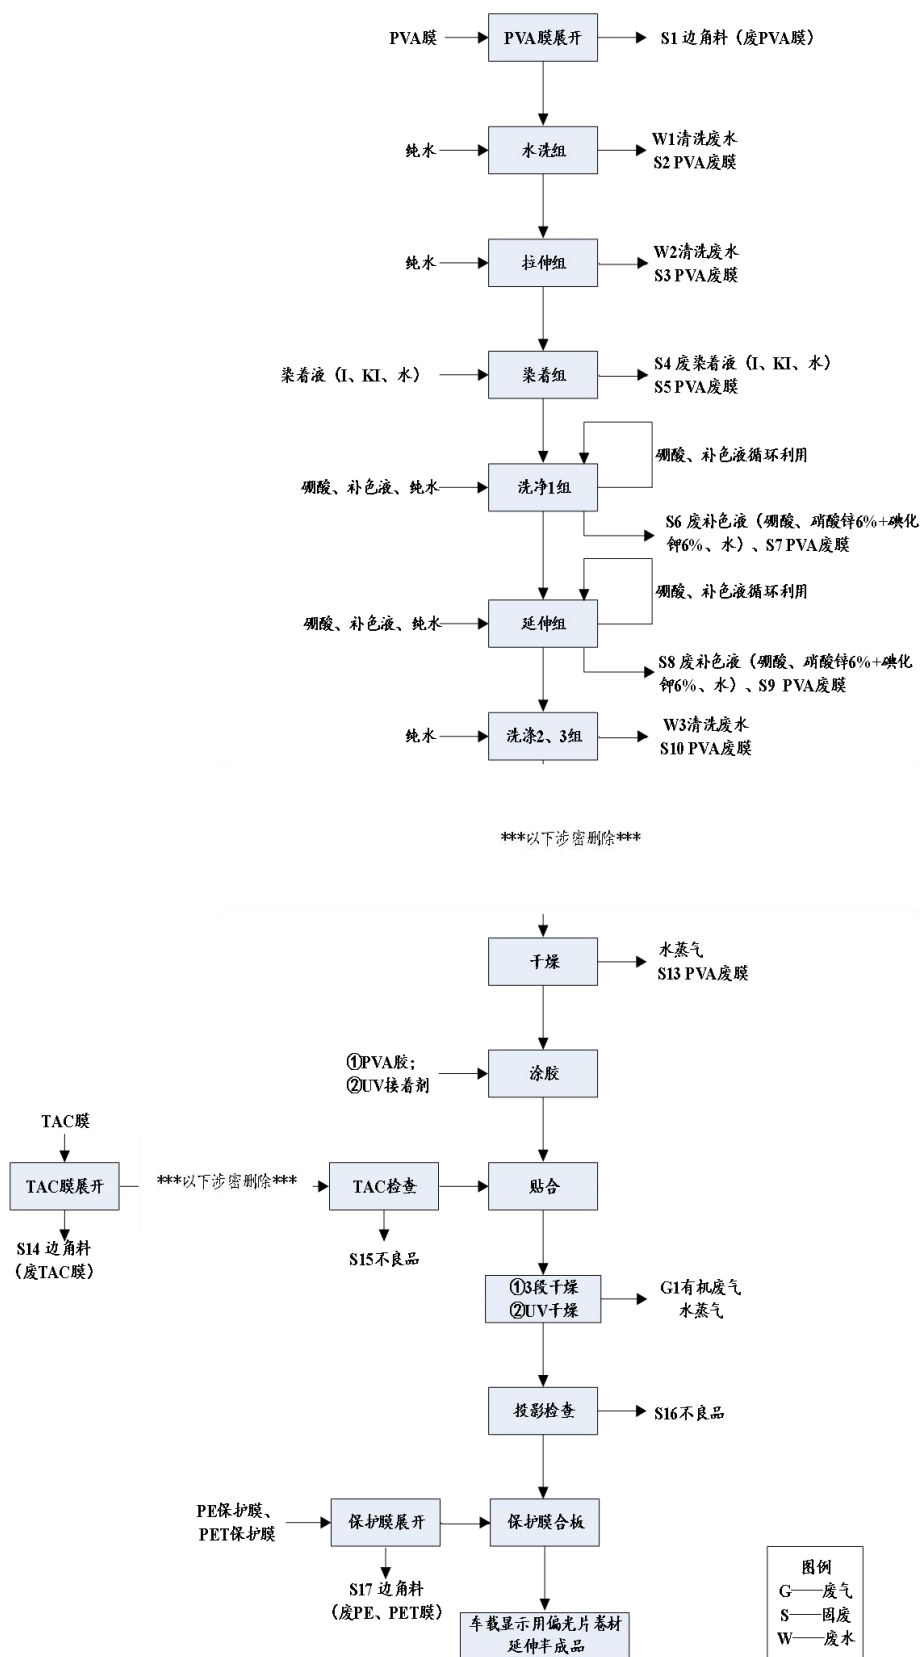 PVA膜
PVA膜展开
S1 边角料（废PVA膜）
纯水
水洗组
W1清洗废水
S2 PVA废膜
纯水
拉伸组
W2清洗废水
S3 PVA废膜
染着液（I、KI、水）
染着组
S4 废染着液（I、KI、水）
S5 PVA废膜
硼酸、补色液循环利用
硼酸、补色液、纯水
洗净1组
S6 废补色液（硼酸、硝酸锌6%+碘化
钾6%、水）、S7 PVA废膜
硼酸、补色液循环利用
硼酸、补色液、纯水
延伸组
S8 废补色液（硼酸、硝酸锌6%+碘化
钾6%、水）、S9 PVA废膜
纯水
洗涤2、3组
W3清洗废水
S10 PVA废膜
***以下涉密删除***
干燥
水蒸气
S13 PVA废膜
①PVA胶；
②UV接着剂
涂胶
TAC膜
TAC膜展开
***以下涉密删除***
TAC检查
贴合
S14 边角料
（废TAC膜）
S15不良品
①3段干燥
②UV干燥
G1有机废气
水蒸气
投影检查
S16不良品
PE保护膜、
PET保护膜
保护膜展开
保护膜合板
S17 边角料
（废PE、PET膜）
车载显示用偏光片卷材
延伸半成品
图例
G——废气
S——固废
W——废水